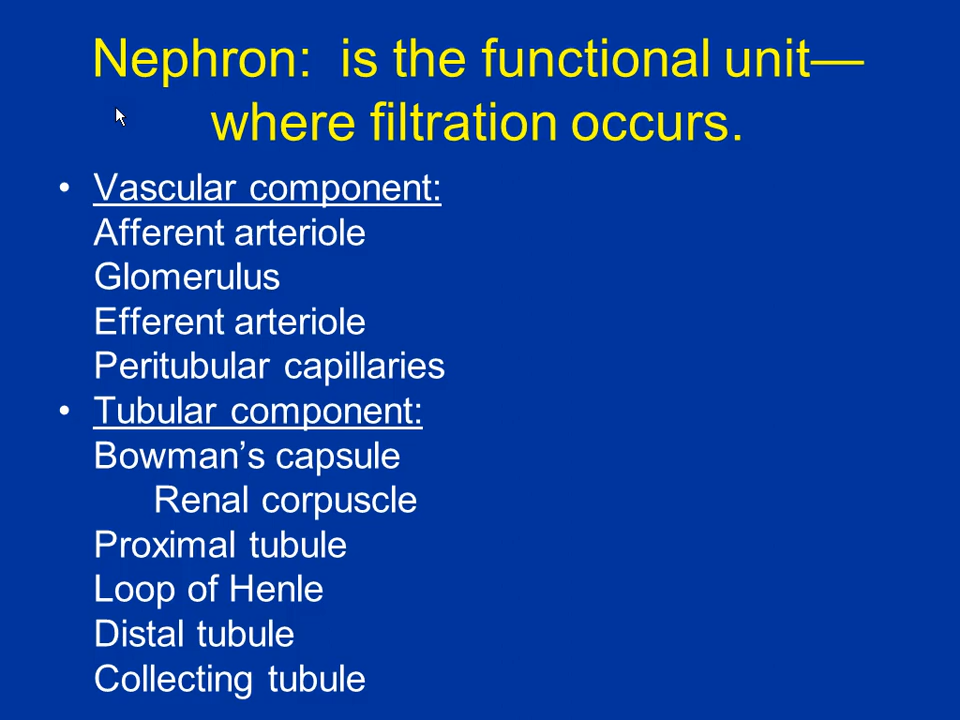 Nephron:  is the functional unit—
where filtration occurs.
• Vascular component:
Afferent arteriole
Glomerulus
Efferent arteriole
Peritubular capillaries
• Tubular component:
Bowman’s capsule
Renal corpuscle
Proximal tubule
Loop of Henle
Distal tubule
Collecting tubule